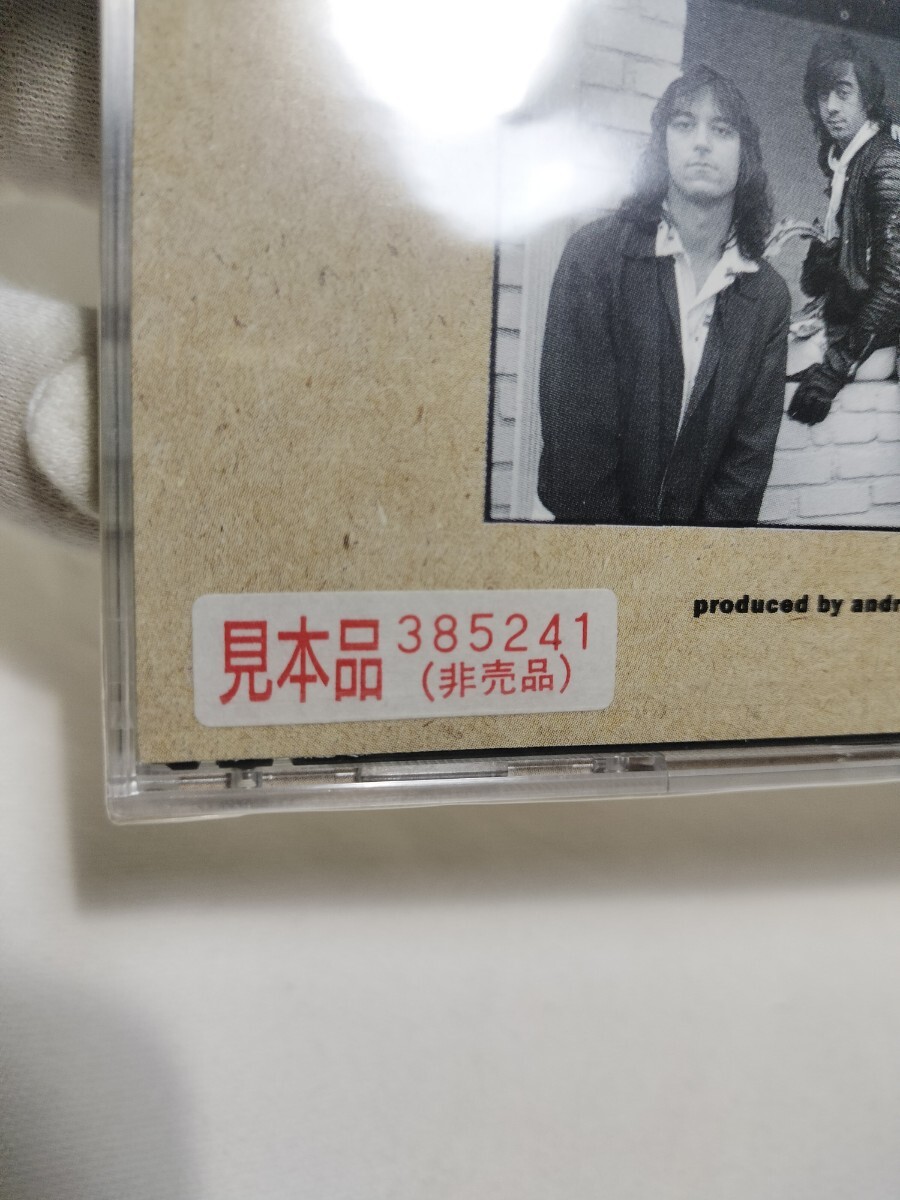 produced by andr
見本品 385241
(非売品)